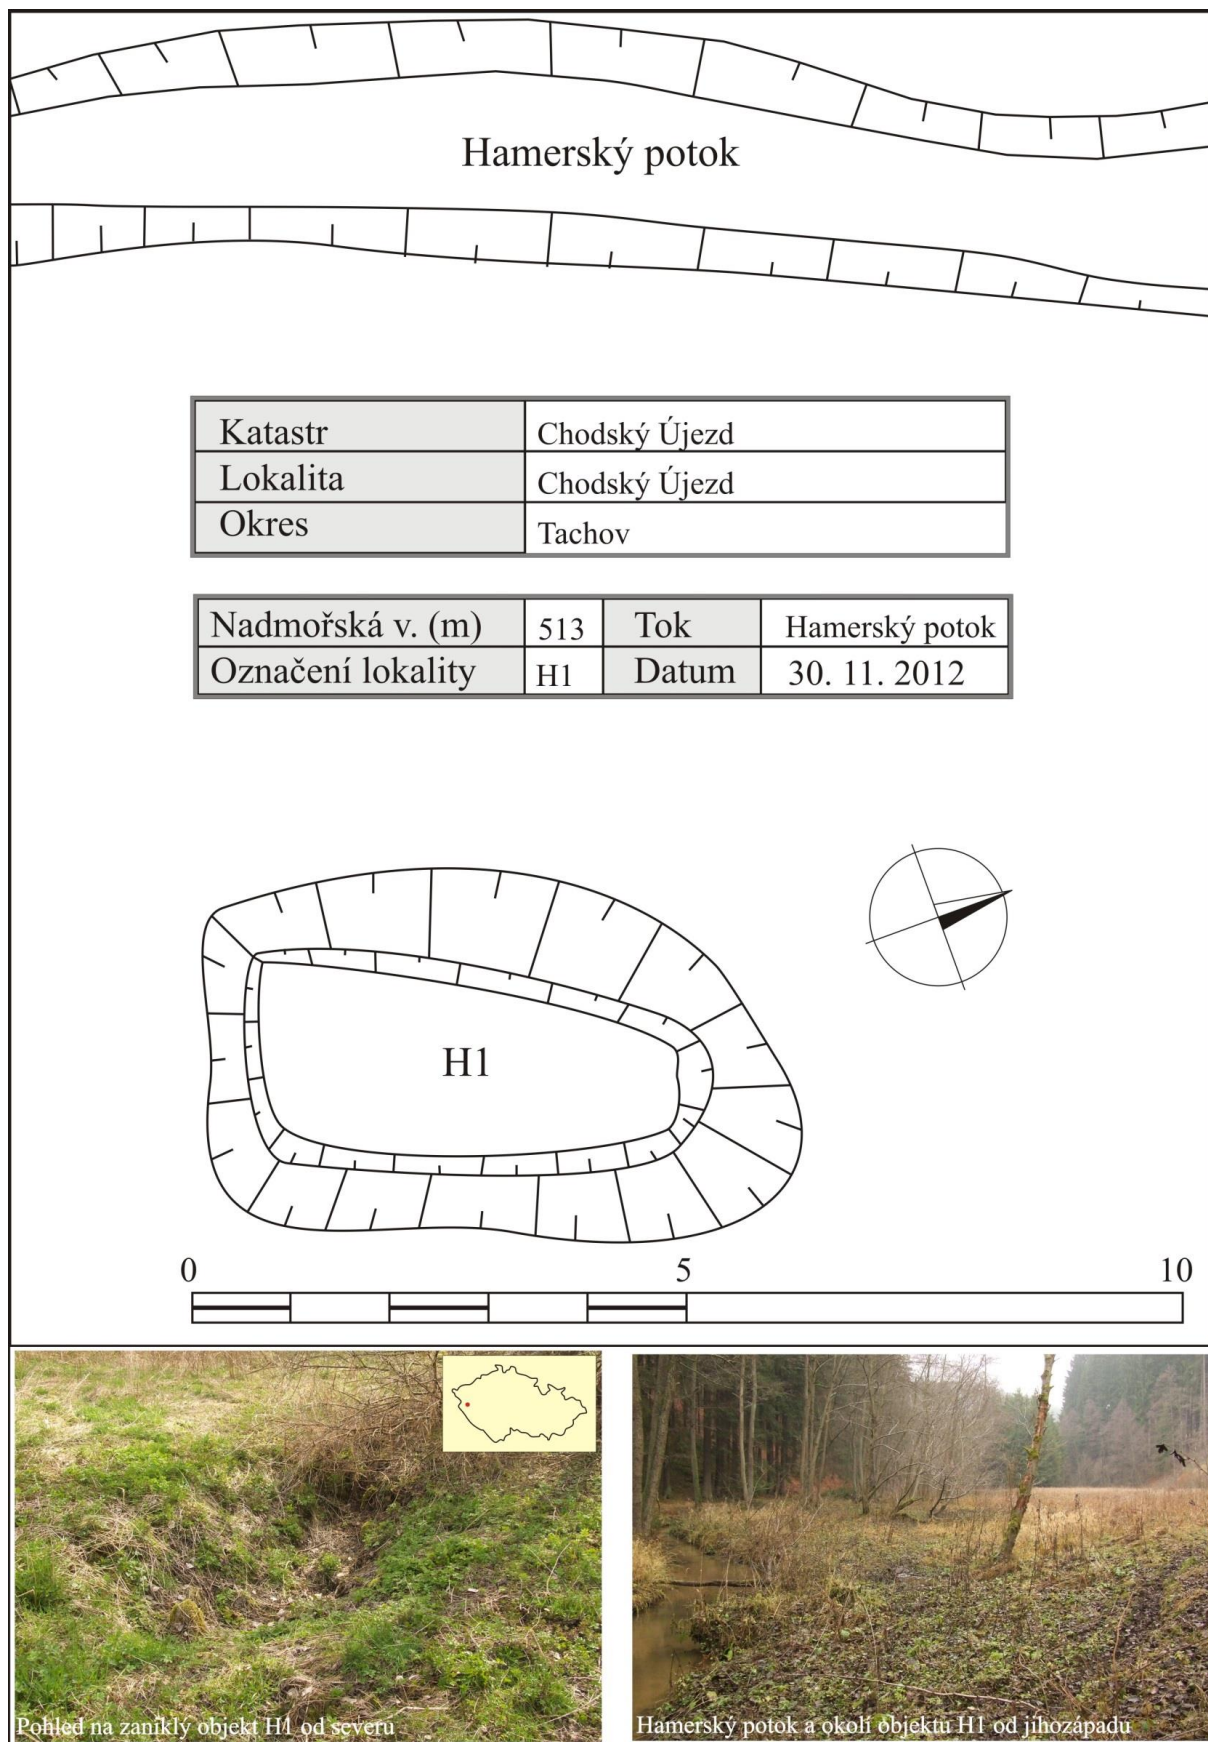 Hamerský potok
Katastr Chodský Újezd
Lokalita Chodský Újezd
Okres Tachov
Nadmořská v. (m) 513 Tok Hamerský potok
Označení lokality H1 Datum 30. 11. 2012
H1
0 5 10
Pohled na zaniklý objekt H1 od severu
Hamerský potok a okolí objektu H1 od jihozápadu